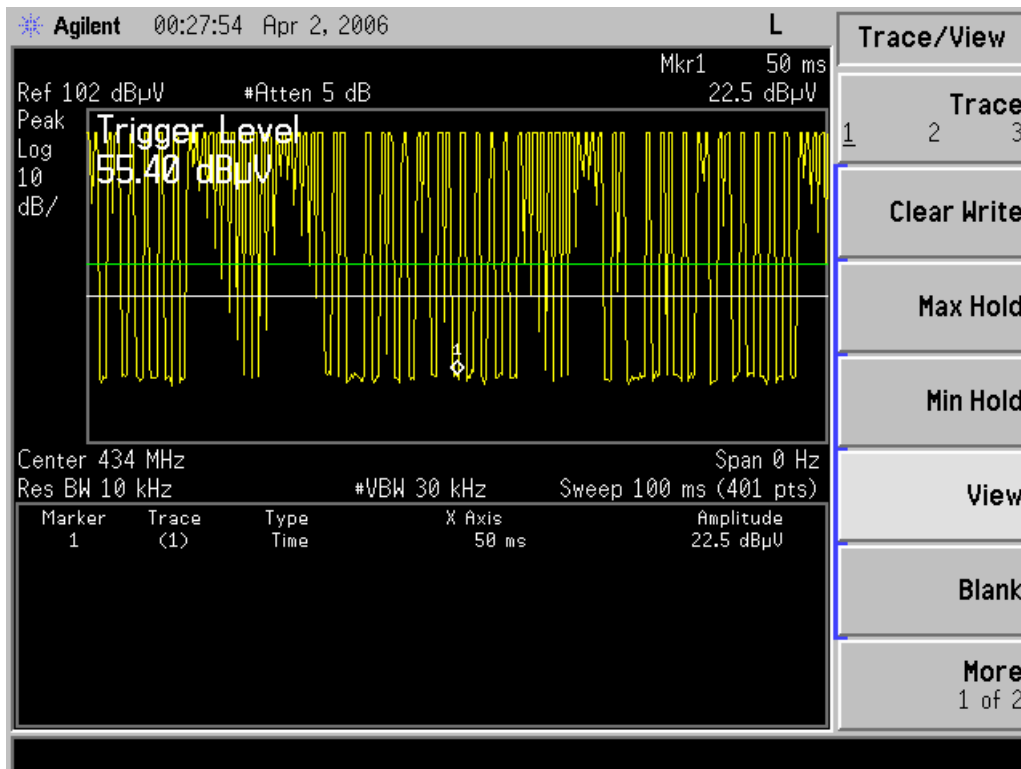 Agilent 00:27:54 Apr 2, 2006 L
Trace/View
Mkr1 50 ms
Ref 102 dBµV #Atten 5 dB 22.5 dBµV
Peak
Log
10
dB/
Trigger Level
55.40 dBµV
1
Center 434 MHz Span 0 Hz
Res BW 10 kHz #VBW 30 kHz Sweep 100 ms (401 pts)
Marker Trace Type X Axis Amplitude
1 (1) Time 50 ms 22.5 dBµV
Trace
1 2 3
Clear Write
Max Hold
Min Hold
View
Blank
More
1 of 2